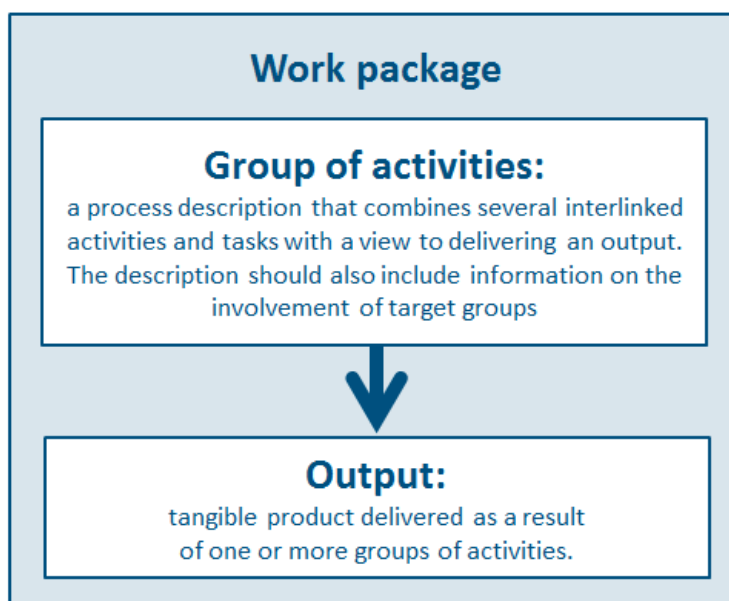 Work package
Group of activities:
a process description that combines several interlinked
activities and tasks with a view to delivering an output.
The description should also include information on the
involvement of target groups
Output:
tangible product delivered as a result
of one or more groups of activities.